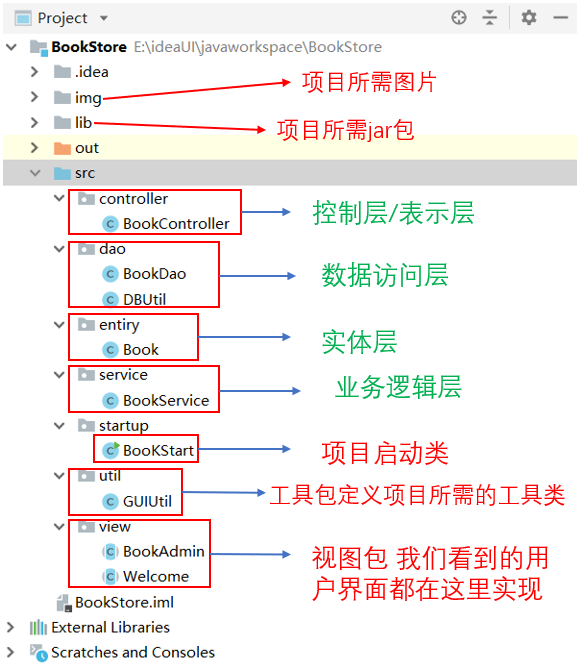 Project
BookStore E:\ideaUI\javaworkspace\BookStore
.idea
img
项目所需图片
lib
项目所需jar包
out
src
controller
BookController
控制层/表示层
dao
BookDao
DBUtil
数据访问层
entiry
Book
实体层
service
BookService
业务逻辑层
startup
BooKStart
项目启动类
util
GUIUtil
工具包定义项目所需的工具类
view
BookAdmin
Welcome
视图包 我们看到的用
户界面都在这里实现
BookStore.iml
External Libraries
Scratches and Consoles